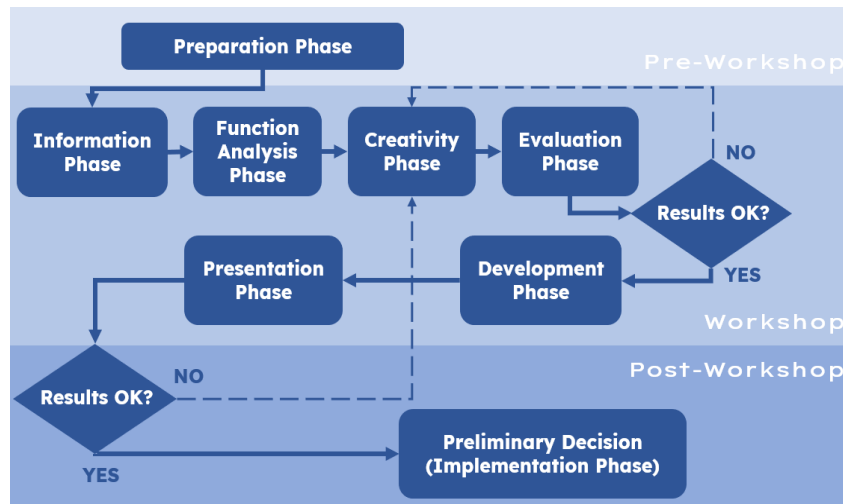 Preparation Phase
Pre-Workshop
Information
Phase
Function
Analysis
Phase
Creativity
Phase
Evaluation
Phase
NO
Results OK?
YES
Presentation
Phase
Development
Phase
Workshop
Post-Workshop
Results OK?
NO
YES
Preliminary Decision
(Implementation Phase)